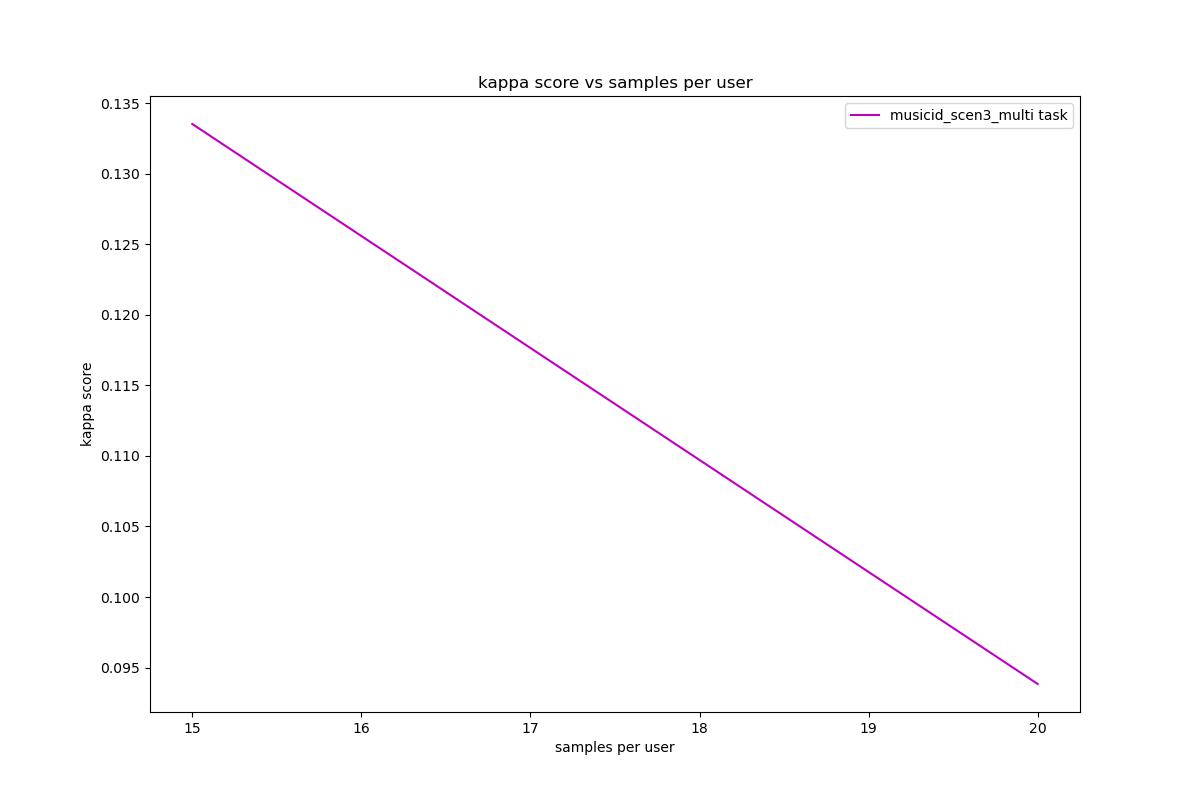 kappa score vs samples per user
musicid_scen3_multi task
0.135
0.130
0.125
0.120
0.115
0.110
0.105
0.100
0.095
kappa score
15 16 17 18 19 20
samples per user